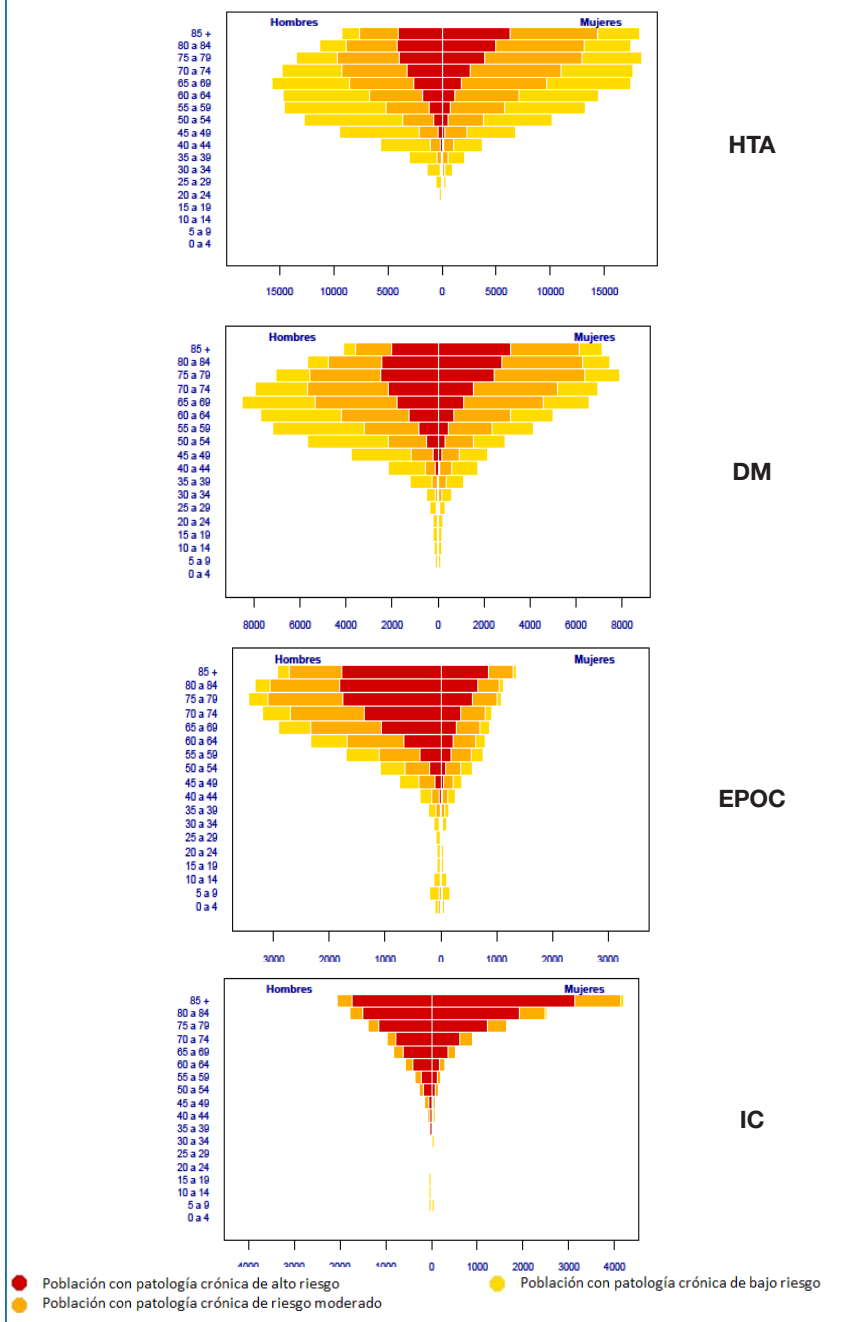 Hombres Mujeres
85 +
80 a 84
75 a 79
70 a 74
65 a 69
60 a 64
55 a 59
50 a 54
45 a 49
40 a 44
35 a 39
30 a 34
25 a 29
20 a 24
15 a 19
10 a 14
5 a 9
0 a 4
15000 10000 5000 0 5000 10000 15000
HTA
Hombres Mujeres
85 +
80 a 84
75 a 79
70 a 74
65 a 69
60 a 64
55 a 59
50 a 54
45 a 49
40 a 44
35 a 39
30 a 34
25 a 29
20 a 24
15 a 19
10 a 14
5 a 9
0 a 4
8000 6000 4000 2000 0 2000 4000 6000 8000
DM
Hombres Mujeres
85 +
80 a 84
75 a 79
70 a 74
65 a 69
60 a 64
55 a 59
50 a 54
45 a 49
40 a 44
35 a 39
30 a 34
25 a 29
20 a 24
15 a 19
10 a 14
5 a 9
0 a 4
3000 2000 1000 0 1000 2000 3000
EPOC
Hombres Mujeres
85 +
80 a 84
75 a 79
70 a 74
65 a 69
60 a 64
55 a 59
50 a 54
45 a 49
40 a 44
35 a 39
30 a 34
25 a 29
20 a 24
15 a 19
10 a 14
5 a 9
0 a 4
4000 3000 2000 1000 0 1000 2000 3000 4000
IC
Población con patología crónica de alto riesgo
Población con patología crónica de bajo riesgo
Población con patología crónica de riesgo moderado